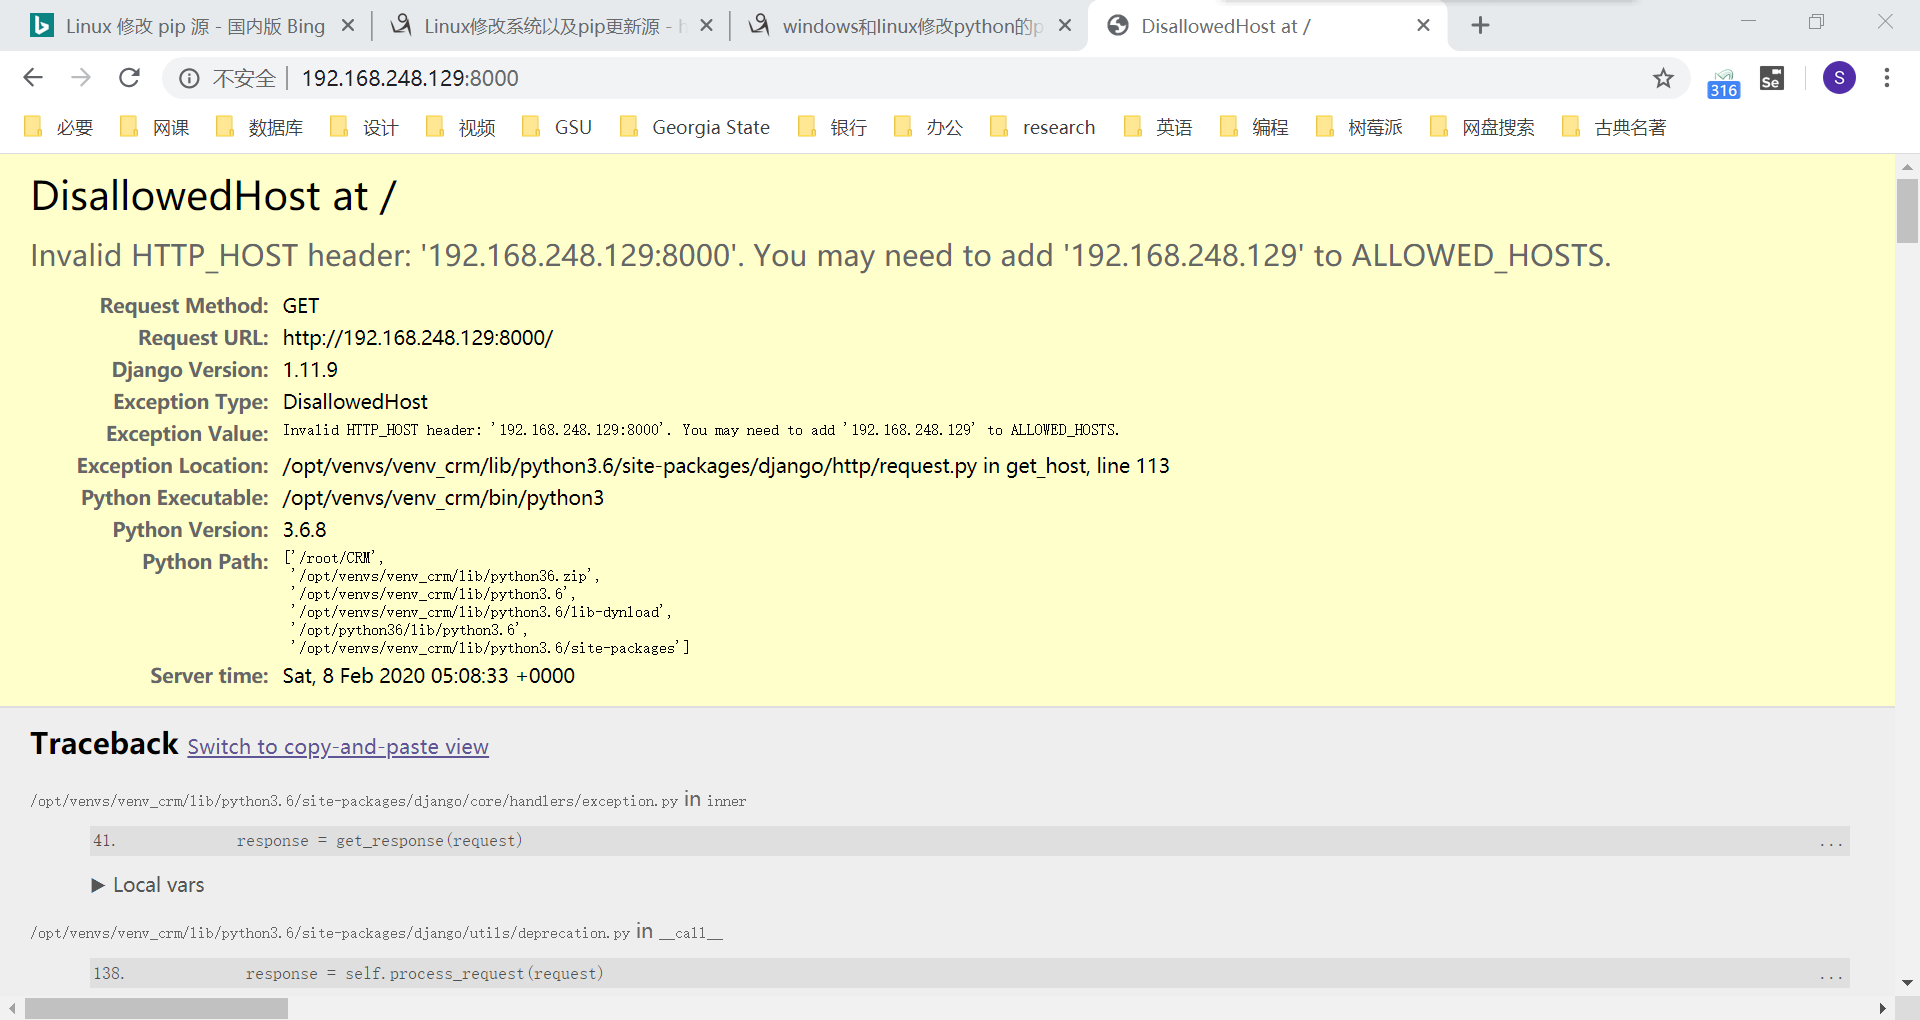 Linux 修改 pip 源 - 国内版 Bing
Linux修改系统以及pip更新源 - h
windows和linux修改python的p
DisallowedHost at /
不安全 | 192.168.248.129:8000
316
Se
S
必要 网课 数据库 设计 视频 GSU Georgia State 银行 办公 research 英语 编程 树莓派 网盘搜索 古典名著
DisallowedHost at /
Invalid HTTP_HOST header: '192.168.248.129:8000'. You may need to add '192.168.248.129' to ALLOWED_HOSTS.
Request Method: GET
Request URL: http://192.168.248.129:8000/
Django Version: 1.11.9
Exception Type: DisallowedHost
Exception Value: Invalid HTTP_HOST header: '192.168.248.129:8000'. You may need to add '192.168.248.129' to ALLOWED_HOSTS.
Exception Location: /opt/venvs/venv_crm/lib/python3.6/site-packages/django/http/request.py in get_host, line 113
Python Executable: /opt/venvs/venv_crm/bin/python3
Python Version: 3.6.8
Python Path: ['/root/CRM',
'/opt/venvs/venv_crm/lib/python36.zip',
'/opt/venvs/venv_crm/lib/python3.6',
'/opt/venvs/venv_crm/lib/python3.6/lib-dynload',
'/opt/python36/lib/python3.6',
'/opt/venvs/venv_crm/lib/python3.6/site-packages']
Server time: Sat, 8 Feb 2020 05:08:33 +0000
Traceback Switch to copy-and-paste view
/opt/venvs/venv_crm/lib/python3.6/site-packages/django/core/handlers/exception.py in inner
41. response = get_response(request) ...
▶ Local vars
/opt/venvs/venv_crm/lib/python3.6/site-packages/django/utils/deprecation.py in __call__
138. response = self.process_request(request) ...